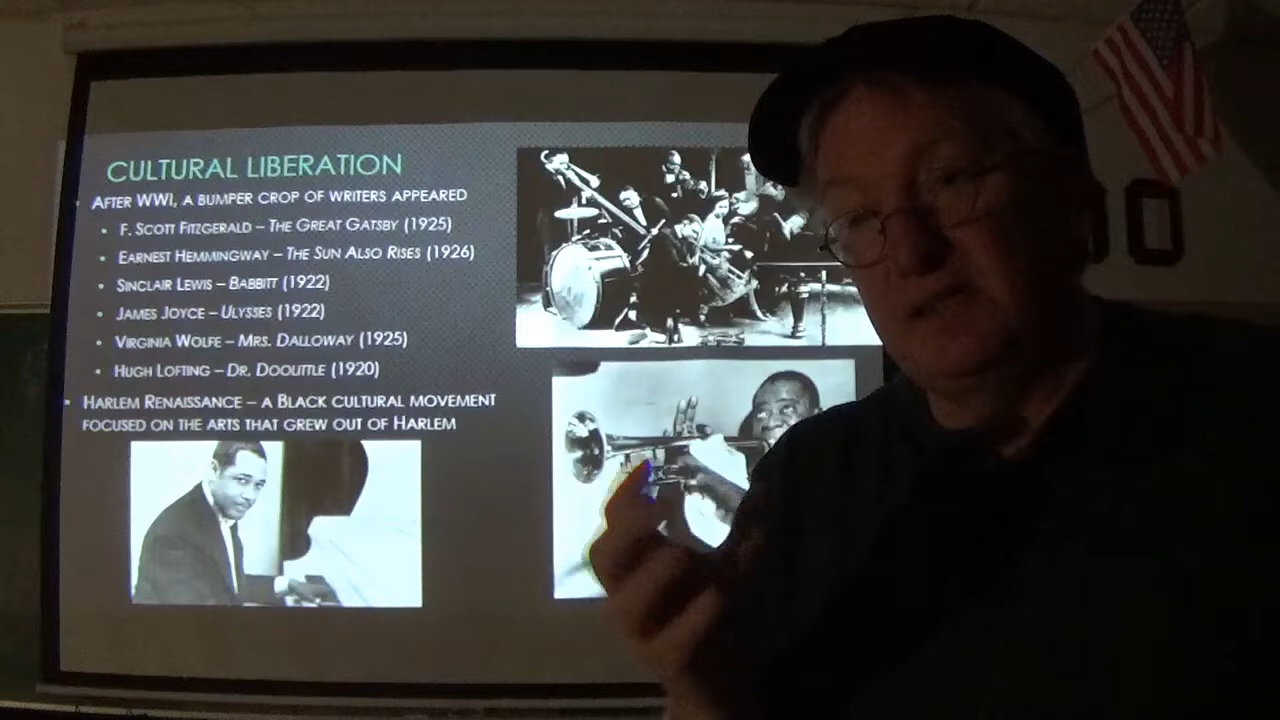 CULTURAL LIBERATION
AFTER WWI, A BUMPER CROP OF WRITERS APPEARED
F. SCOTT FITZGERALD – THE GREAT GATSBY (1925)
EARNEST HEMMINGWAY – THE SUN ALSO RISES (1926)
SINCLAIR LEWIS – BABBITT (1922)
JAMES JOYCE – ULYSSES (1922)
VIRGINIA WOLFE – MRS. DALLOWAY (1925)
HUGH LOFTING – DR. DOOLITTLE (1920)
HARLEM RENAISSANCE – A BLACK CULTURAL MOVEMENT
FOCUSED ON THE ARTS THAT GREW OUT OF HARLEM